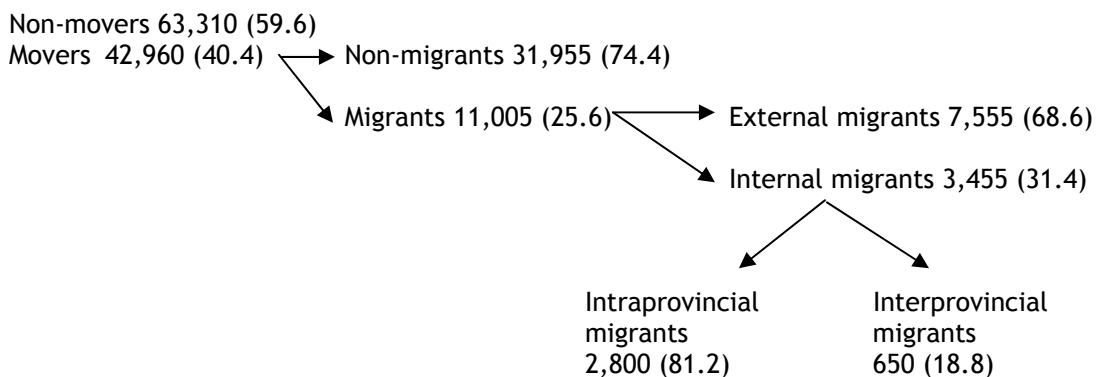 Non-movers 63,310 (59.6)
Movers 42,960 (40.4)
Non-migrants 31,955 (74.4)
Migrants 11,005 (25.6)
External migrants 7,555 (68.6)
Internal migrants 3,455 (31.4)
Intraprovincial
migrants
2,800 (81.2)
Interprovincial
migrants
650 (18.8)